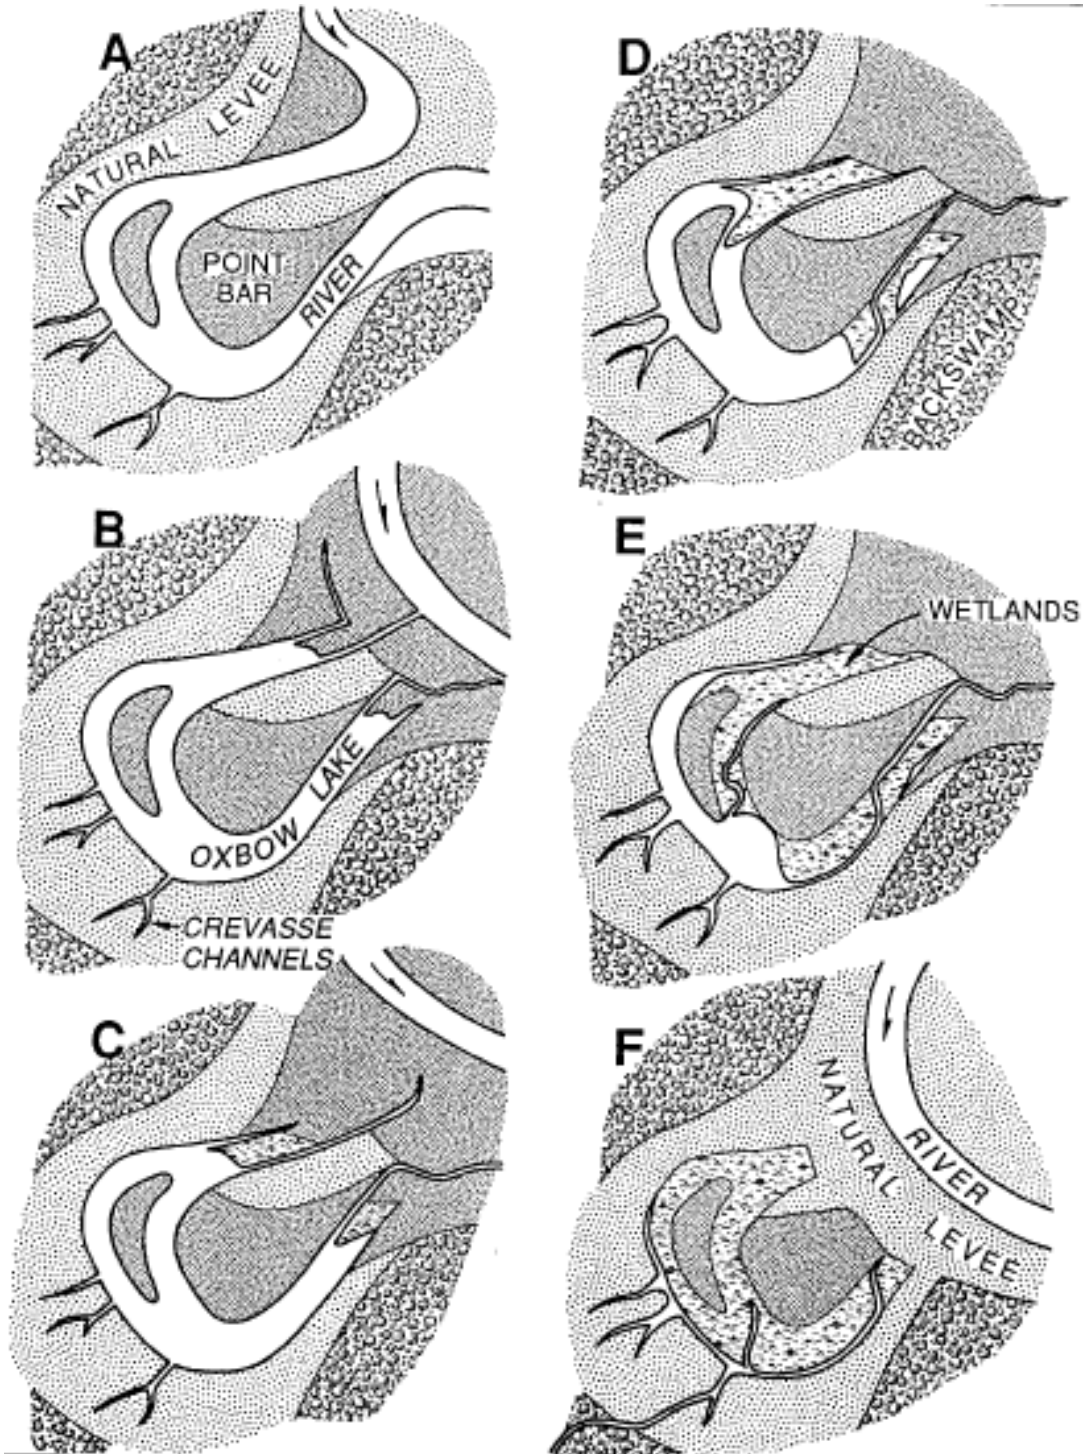 A
NATURAL LEVEE
POINT
BAR
RIVER
B
OXBOW LAKE
CREVASSE
CHANNELS
C
D
BACKSWAMP
E
WETLANDS
F
NATURAL LEVEE
RIVER